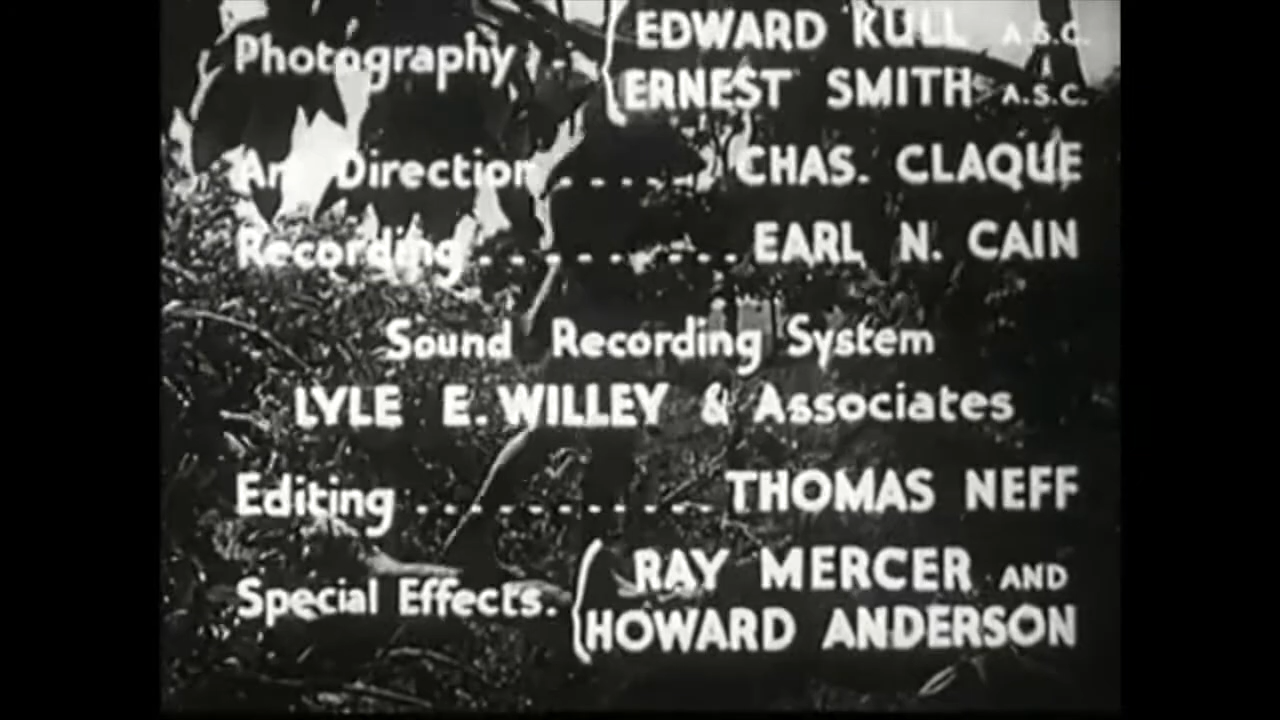 Photography . - { EDWARD KULL A.S.C.
ERNEST SMITH A.S.C.
Art Direction . . . . . . CHAS. CLAQUE
Recording . . . . . . . . . . EARL N. CAIN
Sound Recording System
LYLE E. WILLEY & Associates
Editing . . . . . . . . . . . THOMAS NEFF
Special Effects. { RAY MERCER AND
HOWARD ANDERSON